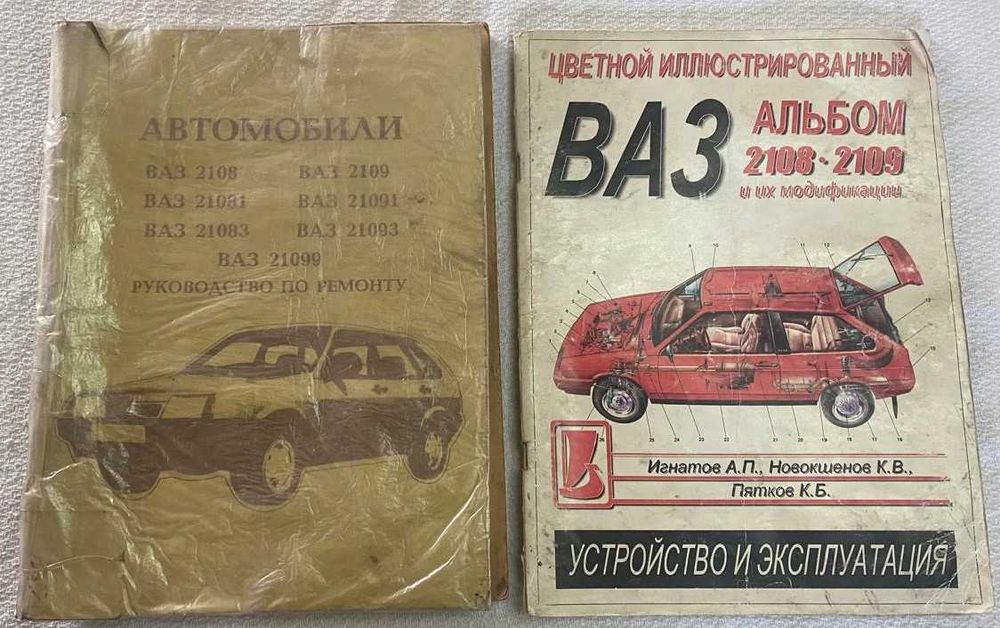 АВТОМОБИЛИ
ВАЗ 2108 ВАЗ 2109
ВАЗ 21081 ВАЗ 21091
ВАЗ 21083 ВАЗ 21093
ВАЗ 21099
РУКОВОДСТВО ПО РЕМОНТУ
ЦВЕТНОЙ ИЛЛЮСТРИРОВАННЫЙ
ВАЗ АЛЬБОМ
2108 · 2109
и их модификации
Игнатов А.П., Новокшенов К.В.,
Пятков К.Б.
УСТРОЙСТВО И ЭКСПЛУАТАЦИЯ